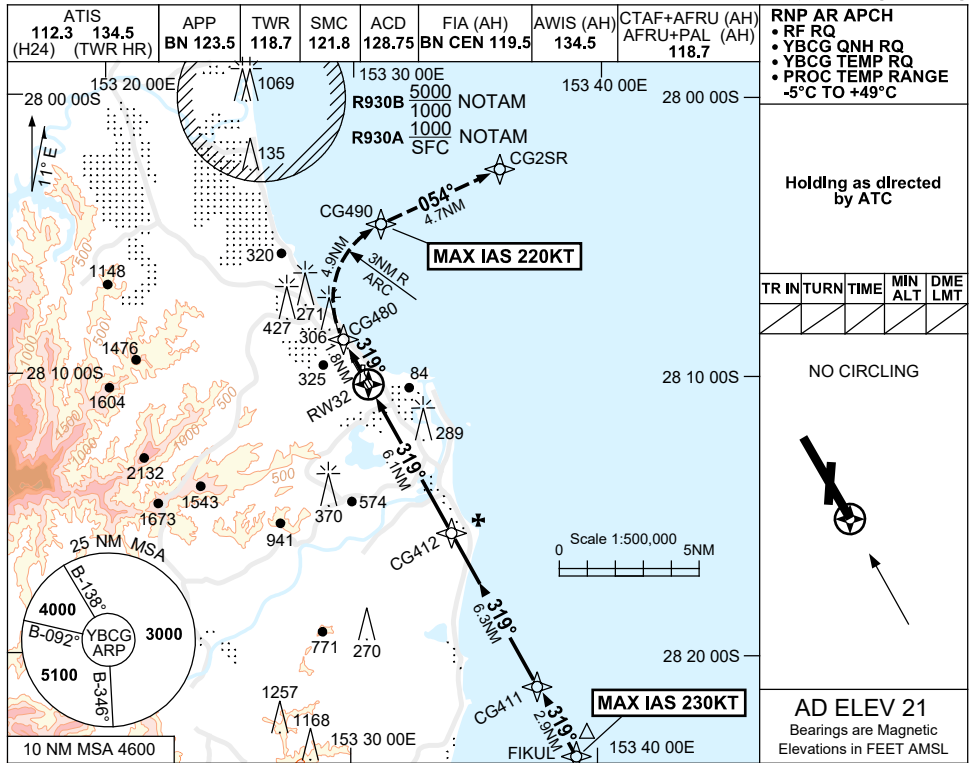 ATIS
112.3 134.5
(H24) (TWR HR)
APP
BN 123.5
TWR
118.7
SMC
121.8
ACD
128.75
FIA (AH)
BN CEN 119.5
AWIS (AH)
134.5
CTAF+AFRU (AH)
AFRU+PAL (AH)
118.7
RNP AR APCH
• RF RQ
• YBCG QNH RQ
• YBCG TEMP RQ
• PROC TEMP RANGE
-5°C TO +49°C
Holding as directed
by ATC
TR IN
TURN
TIME
MIN
ALT
DME
LMT
NO CIRCLING
AD ELEV 21
Bearings are Magnetic
Elevations in FEET AMSL
153 20 00E
153 30 00E
153 40 00E
28 00 00S
28 00 00S
1069
R930B 5000
1000 NOTAM
R930A 1000
SFC NOTAM
135
11° E
CG2SR
054°
4.7NM
CG490
MAX IAS 220KT
4.9NM
3NM R
ARC
320
500
1148
500
427
271
306
CG480
1000
1476
319°
1.8NM
325
28 10 00S
28 10 00S
84
1604
RW32
500
289
1500
1000
1000
319°
6.1NM
2132
500
1543
574
1673
370
941
CG412
25 NM MSA
Scale 1:500,000
0
5NM
B-138°
4000
B-092°
YBCG
ARP
3000
5100
B-346°
319°
6.3NM
771
270
28 20 00S
CG411
MAX IAS 230KT
1257
1168
319°
2.9NM
FIKUL
10 NM MSA 4600
153 30 00E
153 40 00E